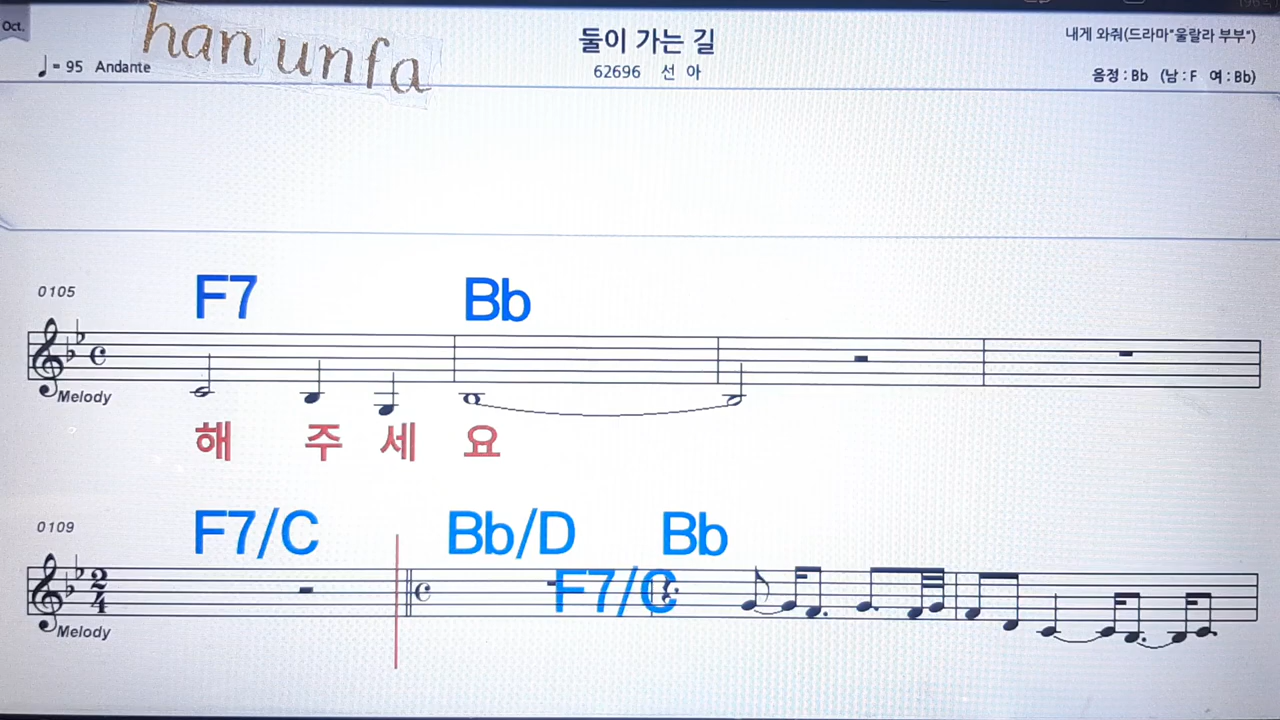 Oct.
han unfa
♩= 95 Andante
둘이 가는 길
62696 선 아
내게 와줘(드라마"울랄라 부부")
음정 : Bb (남 : F 여 : Bb)
0105
F7 Bb
Melody
해 주 세 요
0109
F7/C Bb/D Bb
2
4
F7/C
Melody